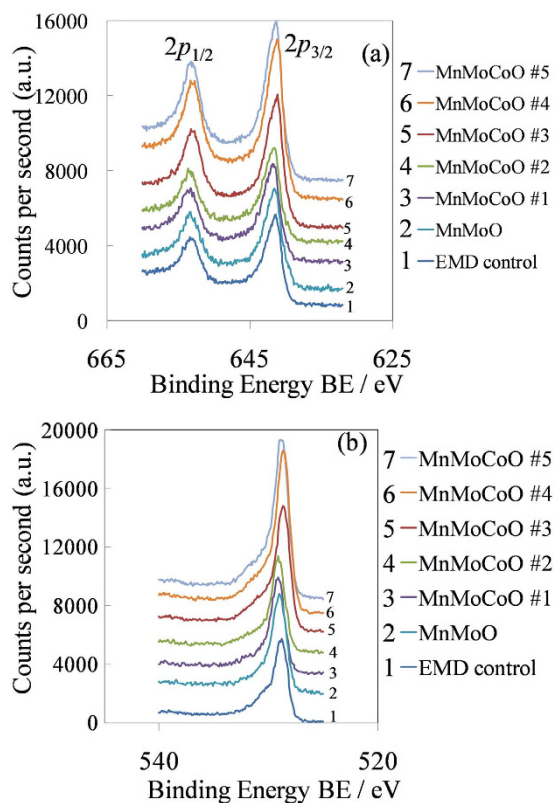 16000
12000
8000
4000
0
Counts per second (a.u.)
2p1/2
2p3/2
(a)
7
6
5
4
3
2
1
7 MnMoCoO #5
6 MnMoCoO #4
5 MnMoCoO #3
4 MnMoCoO #2
3 MnMoCoO #1
2 MnMoO
1 EMD control
665 645 625
Binding Energy BE / eV
20000
16000
12000
8000
4000
0
Counts per second (a.u.)
(b)
7
6
5
4
3
2
1
7 MnMoCoO #5
6 MnMoCoO #4
5 MnMoCoO #3
4 MnMoCoO #2
3 MnMoCoO #1
2 MnMoO
1 EMD control
540 520
Binding Energy BE / eV